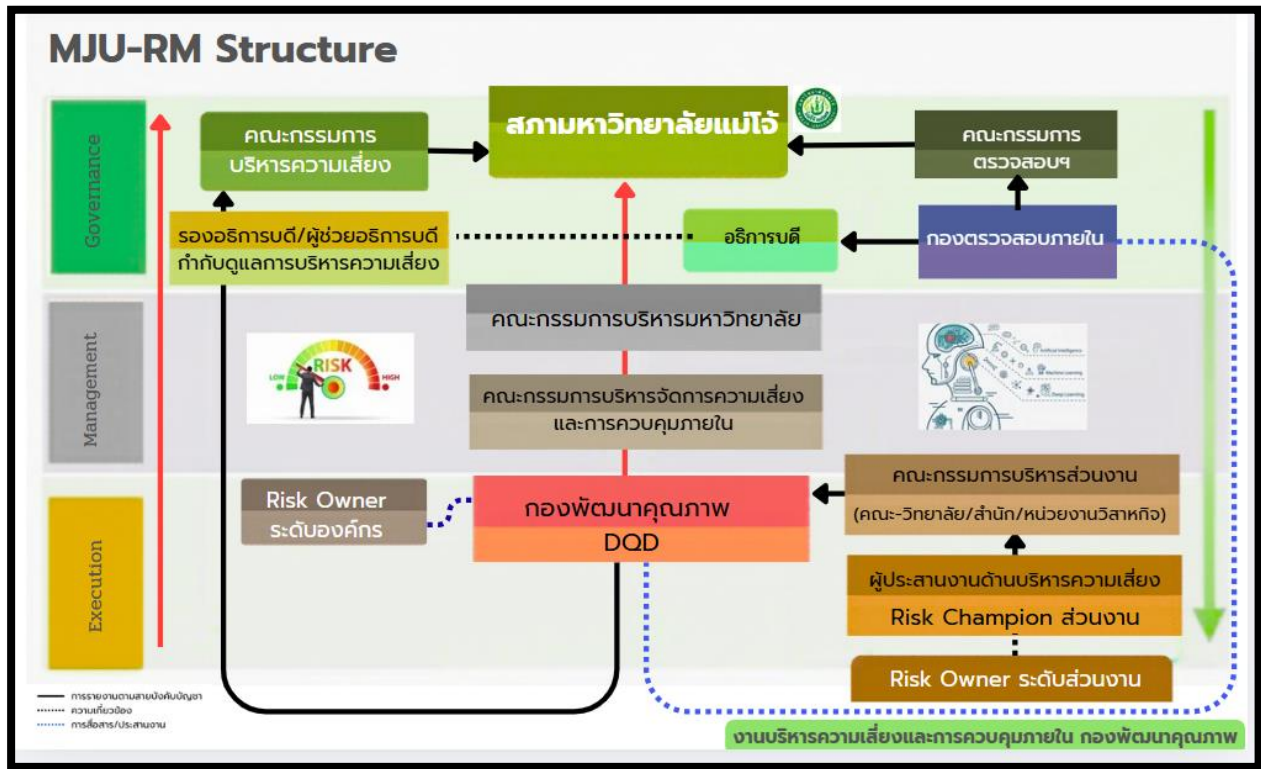 MJU-RM Structure
Governance
คณะกรรมการ
บริหารความเสี่ยง
สภามหาวิทยาลัยแม่โจ้
คณะกรรมการ
ตรวจสอบฯ
รองอธิการบดี/ผู้ช่วยอธิการบดี
กำกับดูแลการบริหารความเสี่ยง
อธิการบดี
กองตรวจสอบภายใน
Management
คณะกรรมการบริหารมหาวิทยาลัย
RISK
LOW
HIGH
Artificial Intelligence
Machine Learning
Deep Learning
คณะกรรมการบริหารจัดการความเสี่ยง
และการควบคุมภายใน
Execution
Risk Owner
ระดับองค์กร
กองพัฒนาคุณภาพ
DQD
คณะกรรมการบริหารส่วนงาน
(คณะ-วิทยาลัย/สำนัก/หน่วยงานวิสาหกิจ)
ผู้ประสานงานด้านบริหารความเสี่ยง
Risk Champion ส่วนงาน
Risk Owner ระดับส่วนงาน
การรายงานตามสายบังคับบัญชา
ความเกี่ยวข้อง
การสื่อสาร/ประสานงาน
งานบริหารความเสี่ยงและการควบคุมภายใน กองพัฒนาคุณภาพ